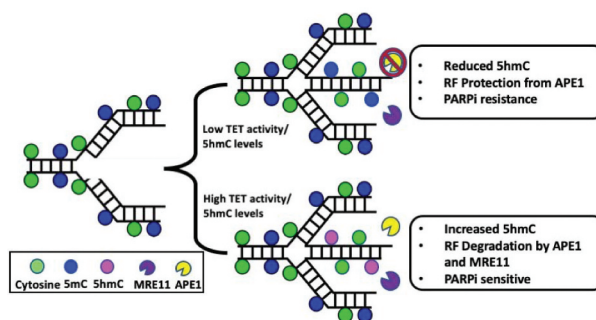 • Reduced 5hmC
• RF Protection from APE1
• PARPi resistance
Low TET activity/
5hmC levels
High TET activity/
5hmC levels
• Increased 5hmC
• RF Degradation by APE1
and MRE11
• PARPi sensitive
Cytosine 5mC 5hmC MRE11 APE1